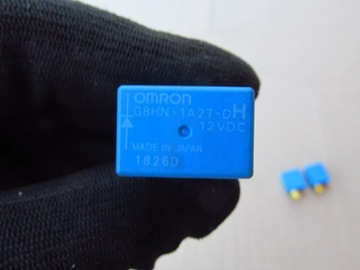 OMRON
G8HN-1A2T-DH
12VDC
MADE IN JAPAN
1826D